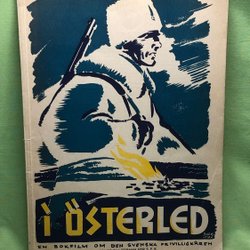 I ÖSTERLED
EN BOKFILM OM DEN SVENSKA FRIVILLIGKÅREN